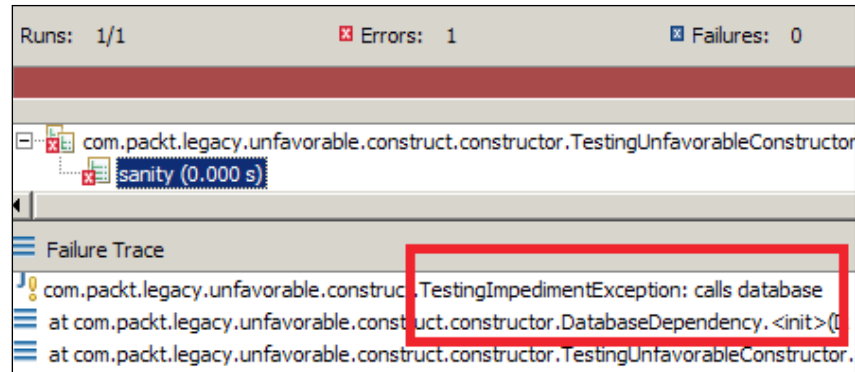 Runs: 1/1 Errors: 1 Failures: 0
com.packt.legacy.unfavorable.construct.constructor.TestingUnfavorableConstructor
sanity (0.000 s)
Failure Trace
com.packt.legacy.unfavorable.construct.TestingImpedimentException: calls database
at com.packt.legacy.unfavorable.construct.constructor.DatabaseDependency.<init>(D
at com.packt.legacy.unfavorable.construct.constructor.TestingUnfavorableConstructor.